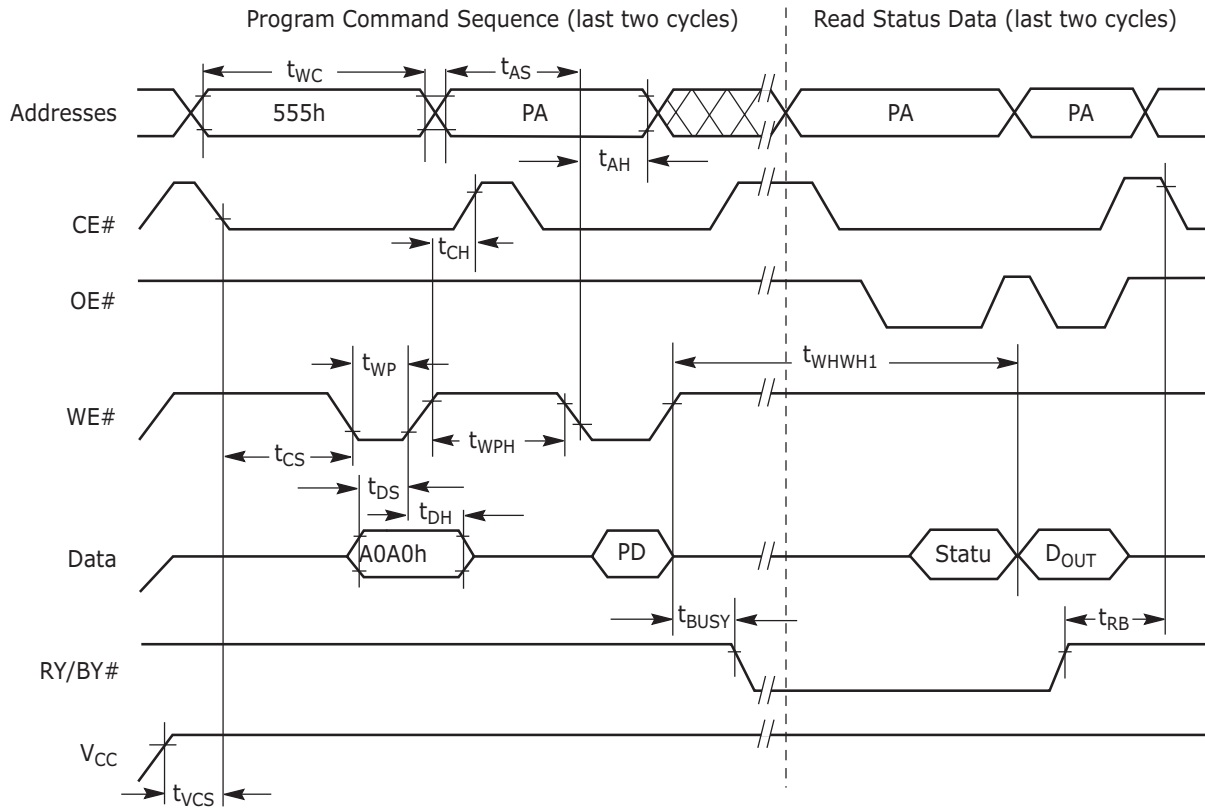 Program Command Sequence (last two cycles)
Read Status Data (last two cycles)
tWC
tAS
Addresses
555h
PA
PA
PA
tAH
CE#
tCH
OE#
tWP
tWHWH1
WE#
tCS
tWPH
tDS
tDH
Data
A0A0h
PD
Statu
DOUT
tBUSY
tRB
RY/BY#
VCC
tVCS